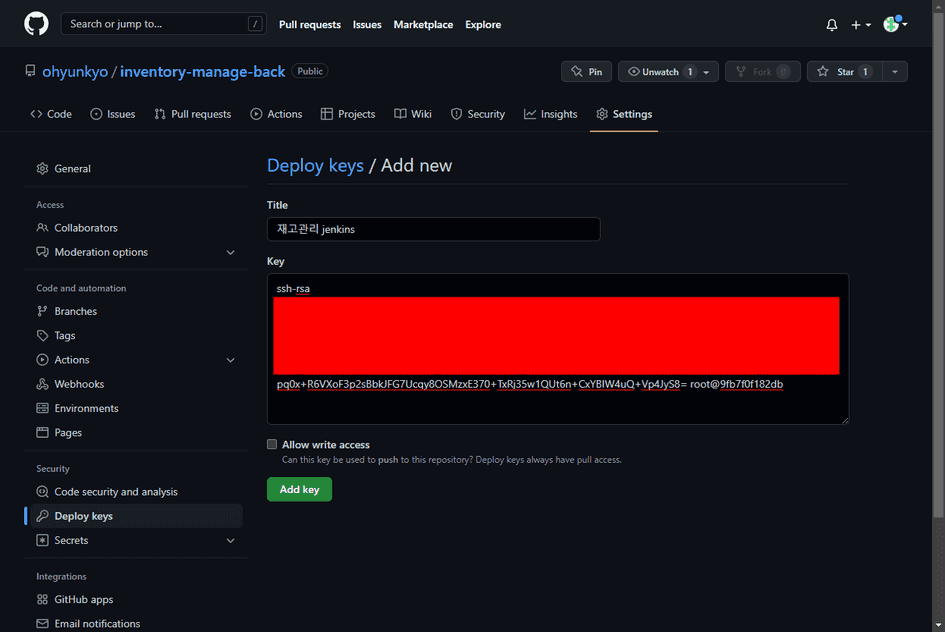 Search or jump to... /
Pull requests Issues Marketplace Explore
ohyunkyo / inventory-manage-back Public
Pin Unwatch 1 Fork 0 Star 1
Code Issues Pull requests Actions Projects Wiki Security Insights Settings
General
Access
Collaborators
Moderation options
Code and automation
Branches
Tags
Actions
Webhooks
Environments
Pages
Security
Code security and analysis
Deploy keys
Secrets
Integrations
GitHub apps
Email notifications
Deploy keys / Add new
Title
재고관리 jenkins
Key
ssh-rsa
pq0x+R6VXoF3p2sBbkJFG7Ucqy8OSMzxE370+TxRj35w1QUt6n+CxYBIW4uQ+Vp4JyS8= root@9fb7f0f182db
Allow write access
Can this key be used to push to this repository? Deploy keys always have pull access.
Add key